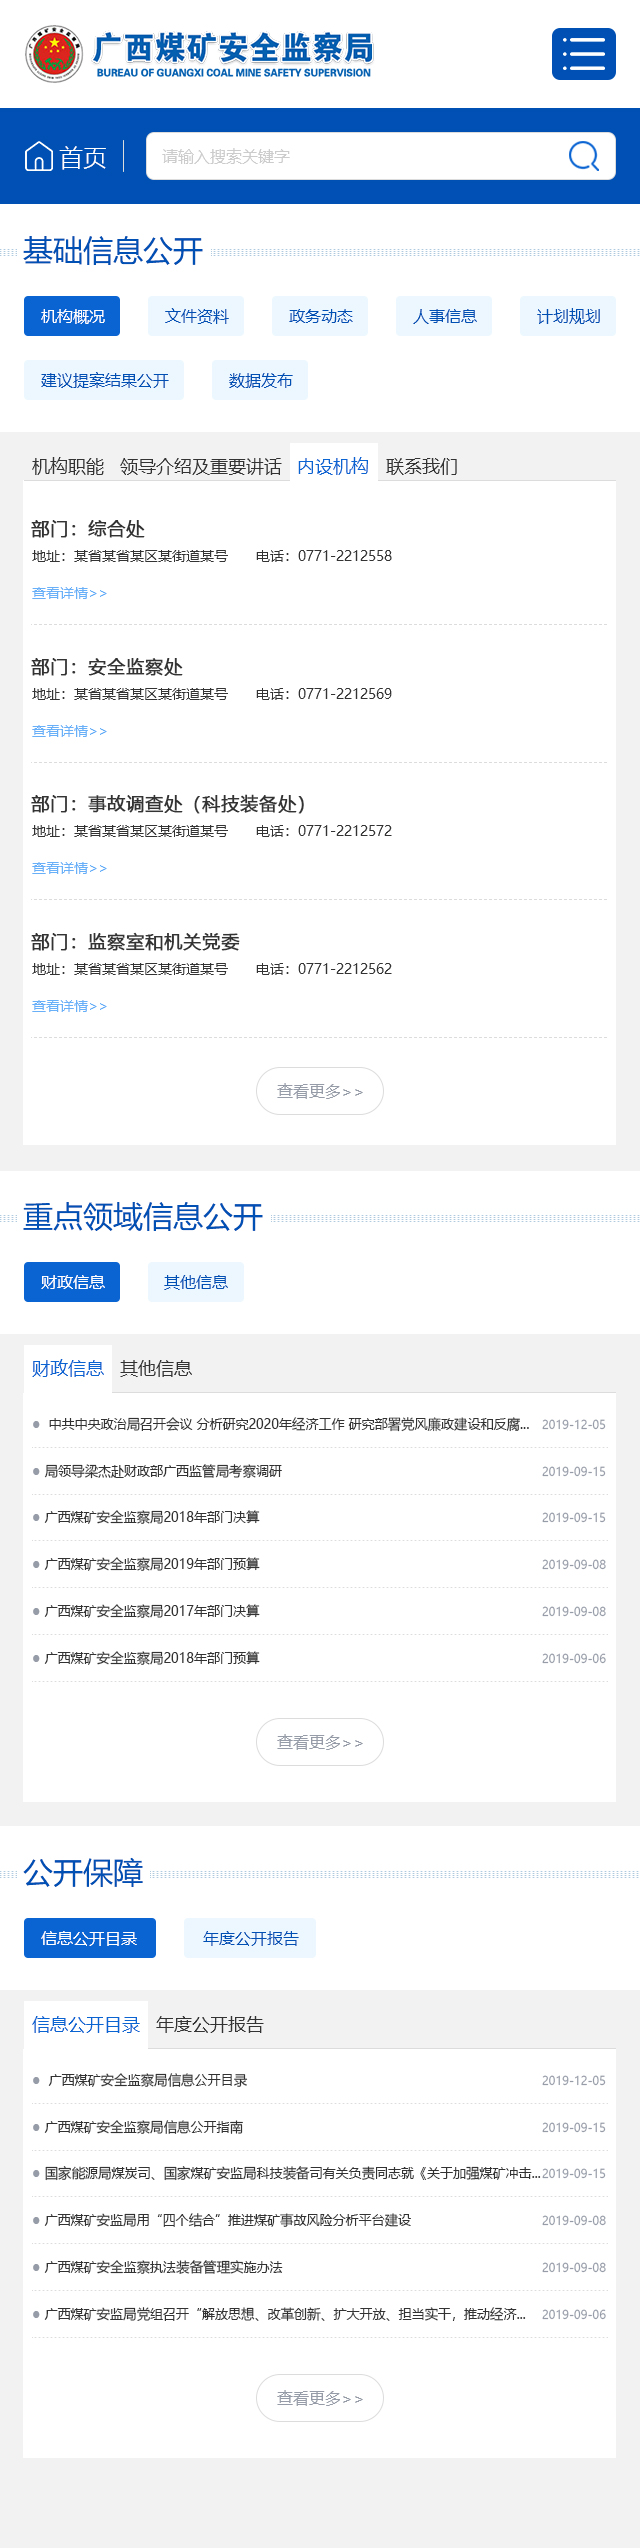 广西煤矿安全监察局
BUREAU OF GUANGXI COAL MINE SAFETY SUPERVISION
首页
请输入搜索关键字
基础信息公开
机构概况 文件资料 政务动态 人事信息 计划规划
建议提案结果公开 数据发布
机构职能 领导介绍及重要讲话 内设机构 联系我们
部门：综合处
地址：某省某省某区某街道某号 电话：0771-2212558
查看详情>>
部门：安全监察处
地址：某省某省某区某街道某号 电话：0771-2212569
查看详情>>
部门：事故调查处（科技装备处）
地址：某省某省某区某街道某号 电话：0771-2212572
查看详情>>
部门：监察室和机关党委
地址：某省某省某区某街道某号 电话：0771-2212562
查看详情>>
查看更多>>
重点领域信息公开
财政信息 其他信息
财政信息 其他信息
中共中央政治局召开会议 分析研究2020年经济工作 研究部署党风廉政建设和反腐... 2019-12-05
局领导梁杰赴财政部广西监管局考察调研 2019-09-15
广西煤矿安全监察局2018年部门决算 2019-09-15
广西煤矿安全监察局2019年部门预算 2019-09-08
广西煤矿安全监察局2017年部门决算 2019-09-08
广西煤矿安全监察局2018年部门预算 2019-09-06
查看更多>>
公开保障
信息公开目录 年度公开报告
信息公开目录 年度公开报告
广西煤矿安全监察局信息公开目录 2019-12-05
广西煤矿安全监察局信息公开指南 2019-09-15
国家能源局煤炭司、国家煤矿安监局科技装备司有关负责同志就《关于加强煤矿冲击... 2019-09-15
广西煤矿安监局用“四个结合”推进煤矿事故风险分析平台建设 2019-09-08
广西煤矿安全监察执法装备管理实施办法 2019-09-08
广西煤矿安监局党组召开“解放思想、改革创新、扩大开放、担当实干，推动经济... 2019-09-06
查看更多>>